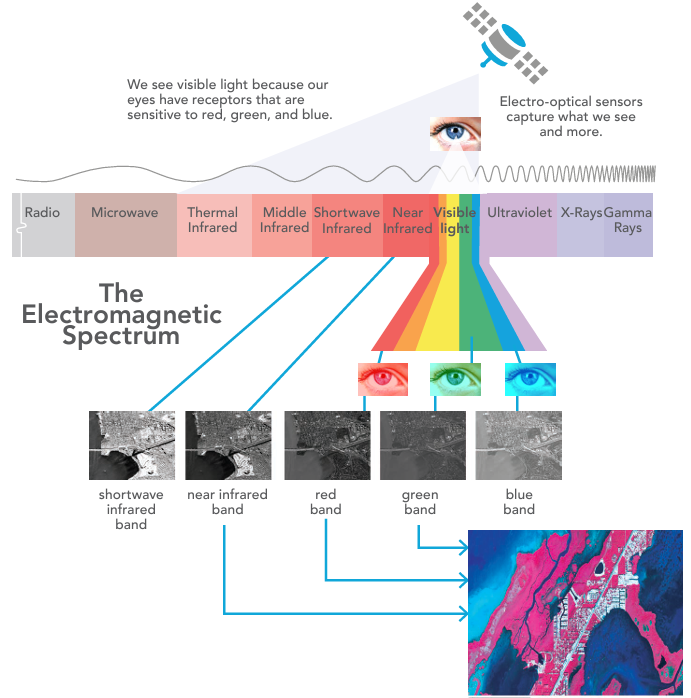 We see visible light because our
eyes have receptors that are
sensitive to red, green, and blue.
Electro-optical sensors
capture what we see
and more.
Radio
Microwave
Thermal
Infrared
Middle
Infrared
Shortwave
Infrared
Near
Infrared
Visible
light
Ultraviolet
X-Rays
Gamma
Rays
The
Electromagnetic
Spectrum
shortwave
infrared
band
near infrared
band
red
band
green
band
blue
band